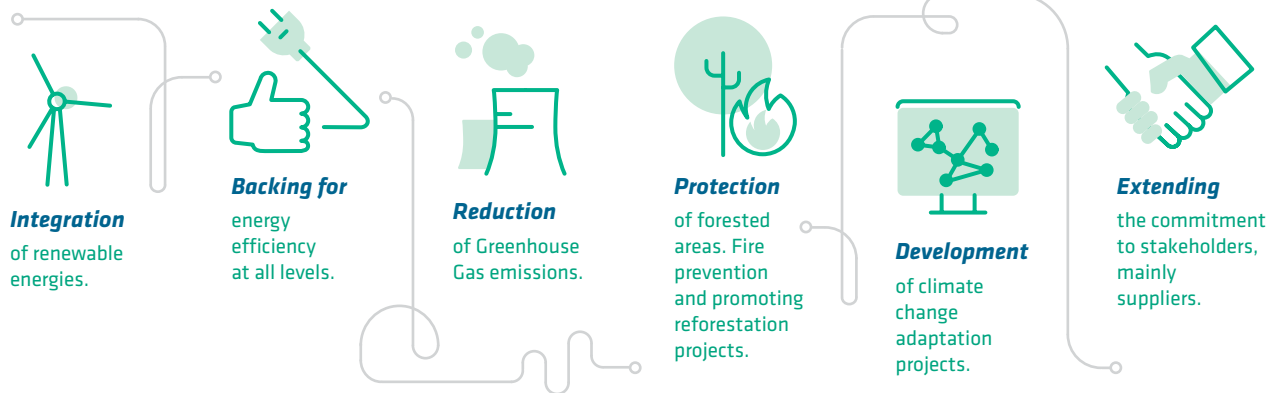 Integration
of renewable
energies.
Backing for
energy
efficiency
at all levels.
Reduction
of Greenhouse
Gas emissions.
Protection
of forested
areas. Fire
prevention
and promoting
reforestation
projects.
Development
of climate
change
adaptation
projects.
Extending
the commitment
to stakeholders,
mainly
suppliers.